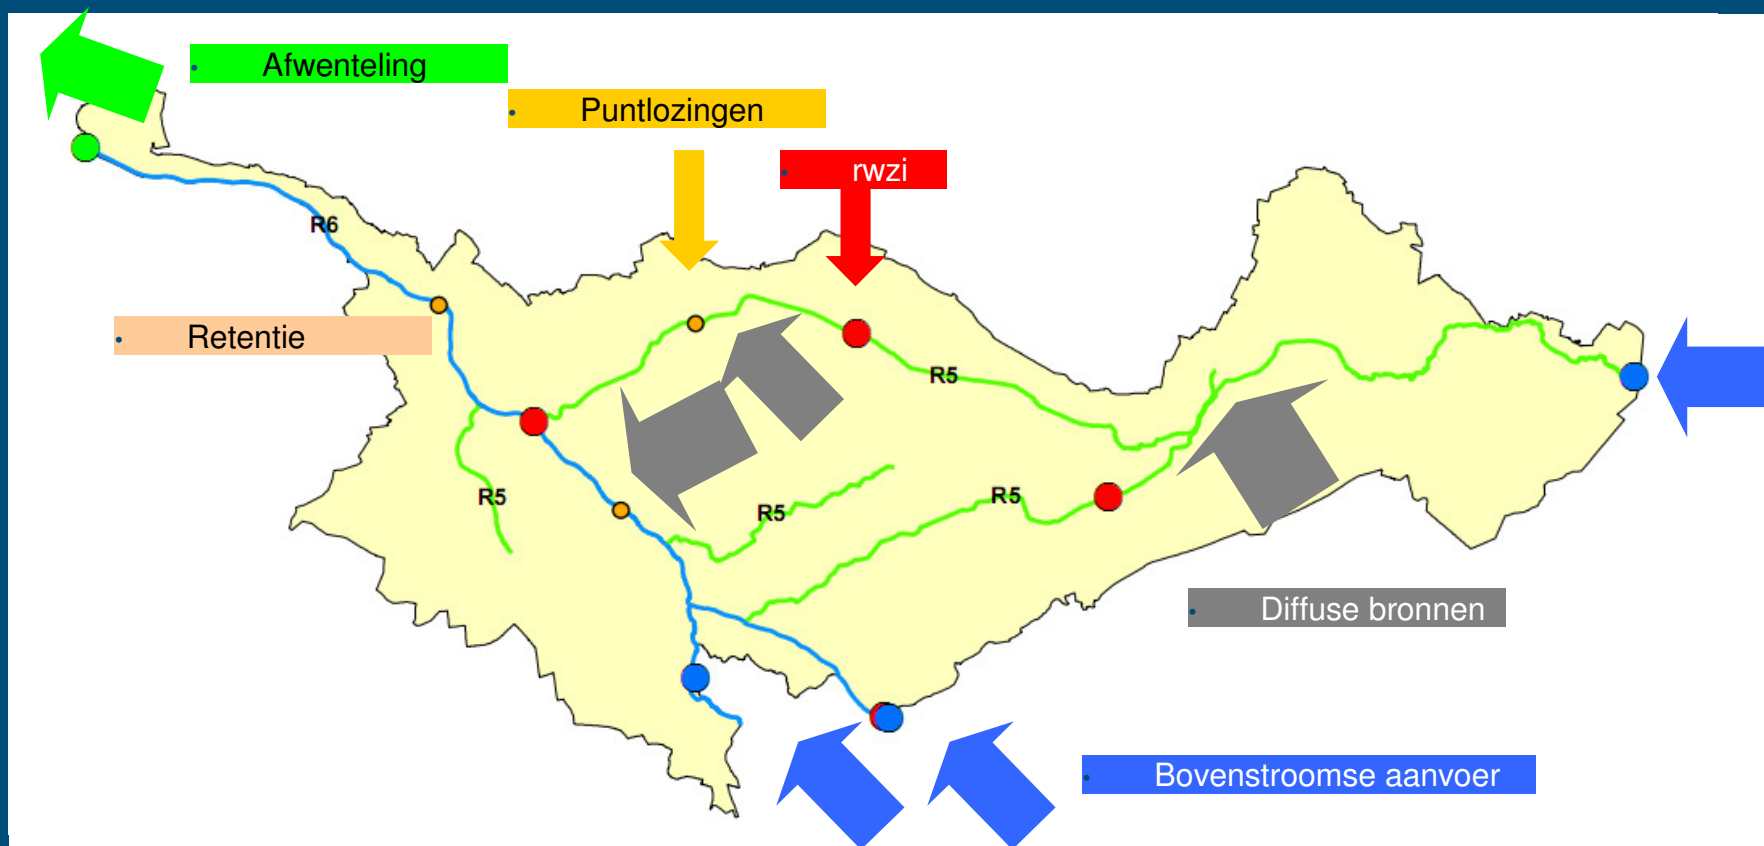 • Afwenteling
• Puntlozingen
• rwzi
R6
• Retentie
R5
R5
R5
R5
• Diffuse bronnen
• Bovenstroomse aanvoer